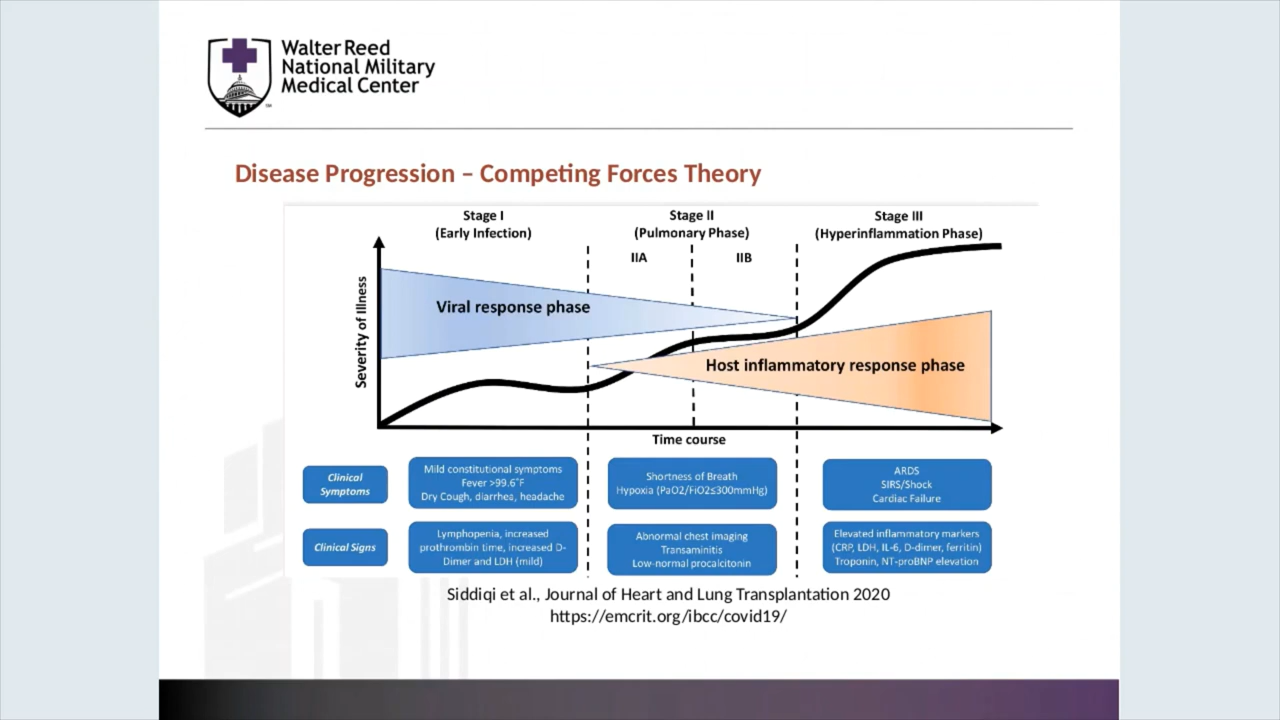 Walter Reed
National Military
Medical Center
Disease Progression – Competing Forces Theory
Stage I
(Early Infection)
Stage II
(Pulmonary Phase)
Stage III
(Hyperinflammation Phase)
IIA
IIB
Severity of Illness
Viral response phase
Host inflammatory response phase
Time course
Clinical
Symptoms
Mild constitutional symptoms
Fever >99.6°F
Dry Cough, diarrhea, headache
Shortness of Breath
Hypoxia (PaO2/FiO2≤300mmHg)
ARDS
SIRS/Shock
Cardiac Failure
Clinical Signs
Lymphopenia, increased
prothrombin time, increased D-
Dimer and LDH (mild)
Abnormal chest imaging
Transaminitis
Low-normal procalcitonin
Elevated inflammatory markers
(CRP, LDH, IL-6, D-dimer, ferritin)
Troponin, NT-proBNP elevation
Siddiqi et al., Journal of Heart and Lung Transplantation 2020
https://emcrit.org/ibcc/covid19/